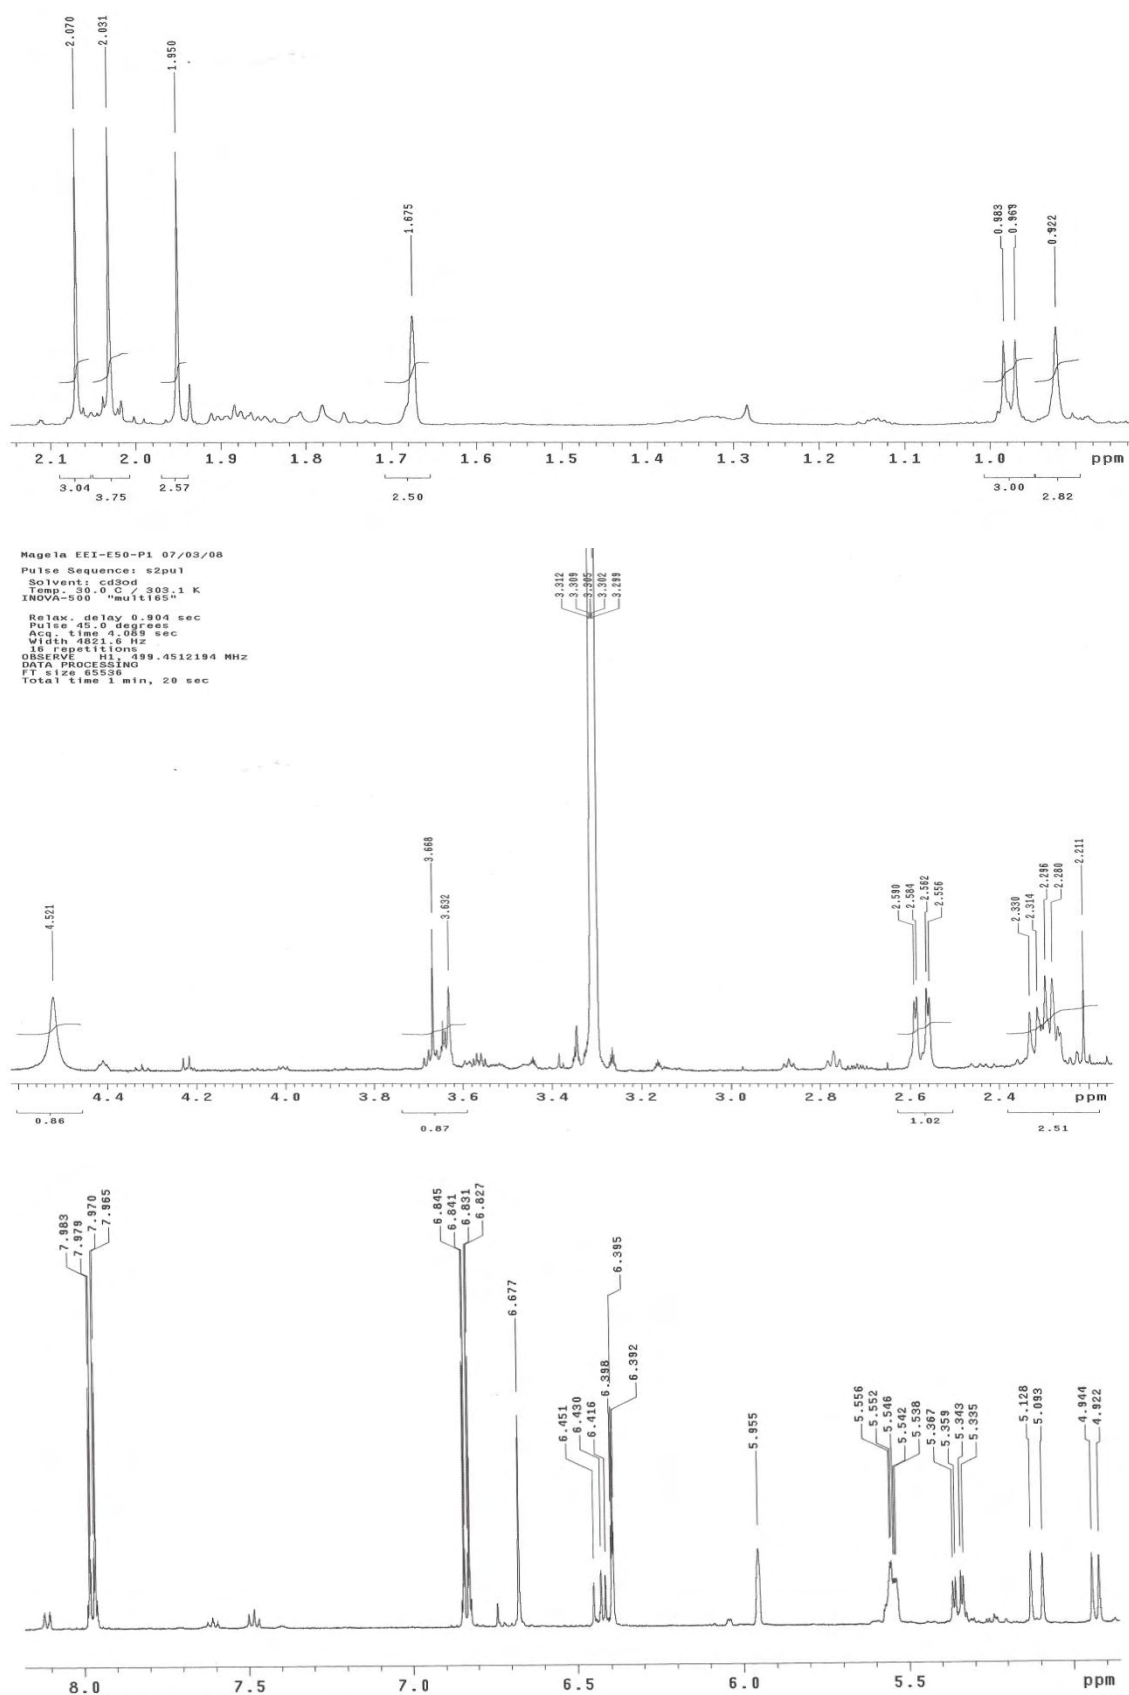 2.070
2.031
1.950
1.675
0.983
0.969
0.922
2.1 2.0 1.9 1.8 1.7 1.6 1.5 1.4 1.3 1.2 1.1 1.0 ppm
3.04 3.75 2.57 2.50 3.00 2.82
Magela EEI-E50-P1 07/03/08
Pulse Sequence: s2pul
Solvent: cd3od
Temp. 30.0 C / 303.1 K
INOVA-500 "multi65"
Relax. delay 0.904 sec
Pulse 45.0 degrees
Acq. time 4.089 sec
Width 4821.6 Hz
16 repetitions
OBSERVE H1, 499.4512194 MHz
DATA PROCESSING
FT size 65536
Total time 1 min, 20 sec
4.521
3.668
3.632
3.312
3.309
3.305
3.302
3.299
2.590
2.584
2.562
2.556
2.330
2.314
2.296
2.280
2.211
4.4 4.2 4.0 3.8 3.6 3.4 3.2 3.0 2.8 2.6 2.4 ppm
0.86 0.87 1.02 2.51
7.983
7.979
7.970
7.965
6.845
6.841
6.831
6.827
6.677
6.451
6.430
6.416
6.398
6.395
6.392
5.955
5.556
5.552
5.546
5.542
5.538
5.367
5.359
5.343
5.335
5.128
5.093
4.944
4.922
8.0 7.5 7.0 6.5 6.0 5.5 ppm